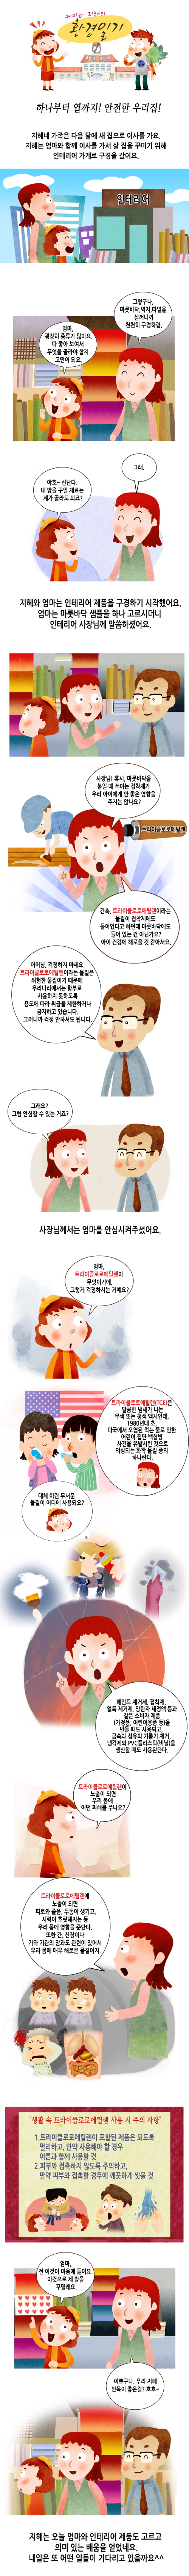 케미와 지혜의
환경일기
하나부터 열까지! 안전한 우리집!
지혜네 가족은 다음 달에 새 집으로 이사를 가요.
지혜는 엄마와 함께 이사를 가서 살 집을 꾸미기 위해
인테리어 가게로 구경을 갔어요.
인테리어
그렇구나,
마룻바닥,벽지,타일을
살펴니까
천천히 구경하렴.
엄마,
굉장히 종류가 많아요.
다 좋아 보여서
무엇을 골라야 할지
고민이 되요.
그래.
야호~ 신난다.
내 방을 꾸밀 재료는
제가 골라도 되죠?
지혜와 엄마는 인테리어 제품을 구경하기 시작했어요.
엄마는 마룻바닥 샘플을 하나 고르시더니
인테리어 사장님께 말씀하셨어요.
사장님! 혹시, 마룻바닥을
붙일 때 쓰이는 접착제가
우리 아이에게 안 좋은 영향을
주지는 않나요?
트라이클로로에틸렌
간혹, 트라이클로로에틸렌이라는
물질이 접착제에도
들어있다고 하던데 마룻바닥에도
들어 있는 건 아닌가요?
아이 건강에 해로울 것 같아서요.
어머님, 걱정하지 마세요.
트라이클로로에틸렌이라는 물질은
위험한 물질이기 때문에
우리나라에서는 함부로
사용하지 못하도록
용도에 따라 취급을 제한하거나
금지하고 있습니다.
그러니까 걱정 안하셔도 됩니다.
그래요?
그럼 안심할 수 있는 거죠?
사장님께서는 엄마를 안심시켜주셨어요.
엄마,
트라이클로로에틸렌이
무엇이기에,
그렇게 걱정하시는 거예요?
트라이클로로에틸렌(TCE)은
달콤한 냄새가 나는
무색 또는 청색 액체인데,
1980년대 초,
미국에서 오염된 먹는 물로 인한
어린이 집단 백혈병
사건을 유발시킨 것으로
의심되는 화학 물질 중의
하나란다.
대체 이런 무서운
물질이 어디에 사용되요?
페인트 제거제, 접착제,
얼룩 제거제, 양탄자 세정액 등과
같은 소비자 제품
(가정용, 어린이용품 등)을
만들 때도 사용되고,
금속과 섬유의 기름기 제거,
냉각제와 PVC플라스틱(비닐)을
생산할 때도 사용된단다.
트라이클로로에틸렌이
노출이 되면
우리 몸에
어떤 피해를 주나요?
트라이클로로에틸렌에
노출이 되면
피로와 졸음, 두통이 생기고,
시력이 흐릿해지는 등
우리 몸에 영향을 준단다.
또한 간, 신장이나
기타 기관의 암과도 관련이 있어서
우리 몸에 매우 해로운 물질이지.
"생활 속 트라이클로로에틸렌 사용 시 주의 사항"
1.트라이클로로에틸렌이 포함된 제품은 되도록
멀리하고, 만약 사용해야 할 경우
어른과 함께 사용할 것
2.피부와 접촉하지 않도록 주의하고,
만약 피부와 접촉할 경우에 깨끗하게 씻을 것
엄마,
전 이것이 마음에 들어요.
이것으로 제 방을
꾸밀래요.
이쁘구나. 우리 지혜
안목이 좋은걸? 호호~
지혜는 오늘 엄마와 인테리어 제품도 고르고
의미 있는 배움을 얻었네요.
내일은 또 어떤 일들이 기다리고 있을까요^^